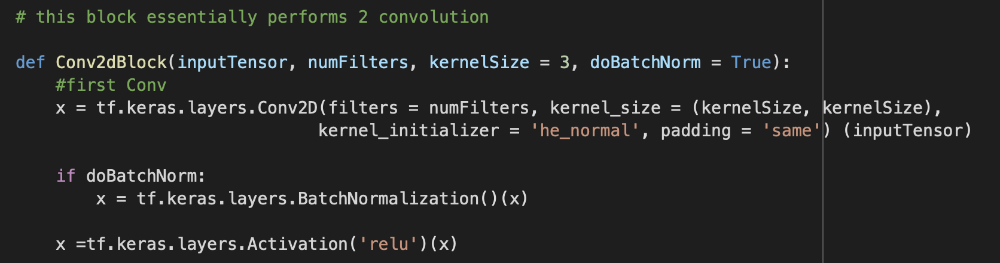 # this block essentially performs 2 convolution
def Conv2dBlock(inputTensor, numFilters, kernelSize = 3, doBatchNorm = True):
    #first Conv
    x = tf.keras.layers.Conv2D(filters = numFilters, kernel_size = (kernelSize, kernelSize),
                              kernel_initializer = 'he_normal', padding = 'same') (inputTensor)
    if doBatchNorm:
        x = tf.keras.layers.BatchNormalization()(x)
    x =tf.keras.layers.Activation('relu')(x)